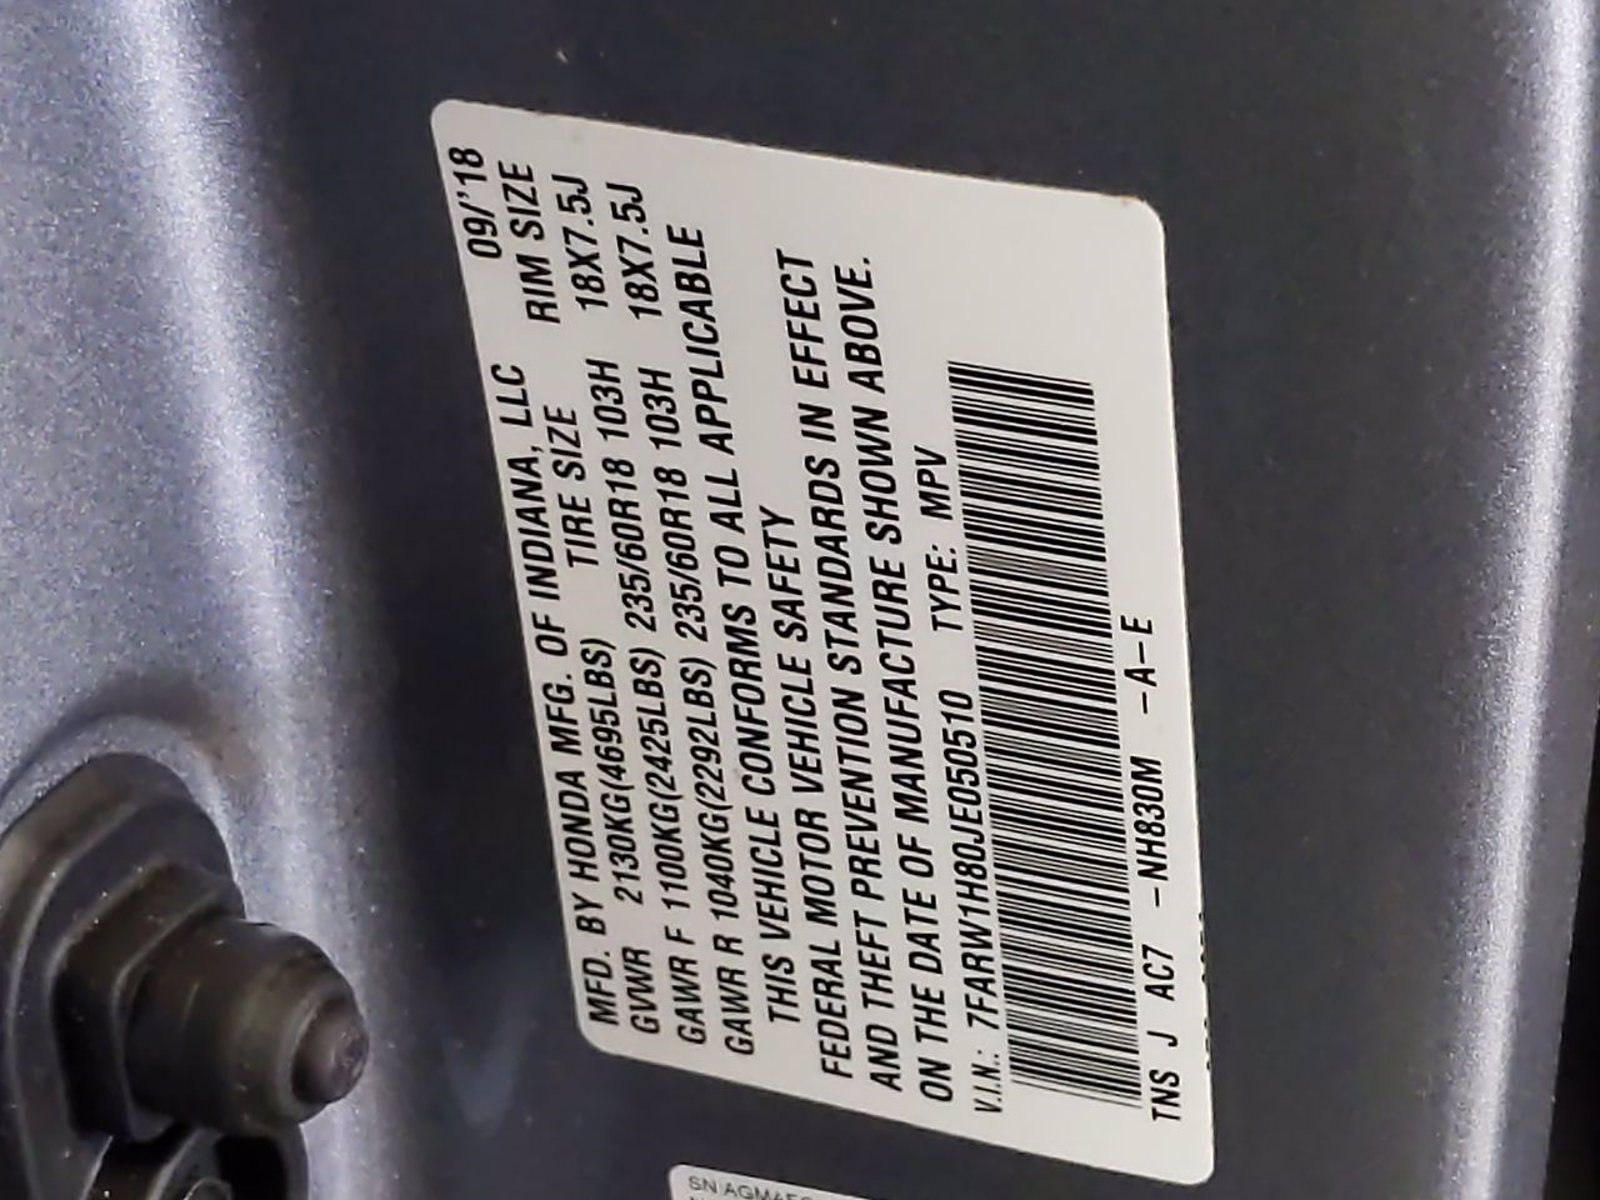 MFD. BY HONDA MFG. OF INDIANA, LLC 09/'18
TIRE SIZE RIM SIZE
GVWR 2130KG(4695LBS)
GAWR F 1100KG(2425LBS) 235/60R18 103H 18X7.5J
GAWR R 1040KG(2292LBS) 235/60R18 103H 18X7.5J
THIS VEHICLE CONFORMS TO ALL APPLICABLE
FEDERAL MOTOR VEHICLE SAFETY
AND THEFT PREVENTION STANDARDS IN EFFECT
ON THE DATE OF MANUFACTURE SHOWN ABOVE.
V.I.N.: 7FARW1H80JE050510 TYPE: MPV
TNS J AC7 -NH830M -A-E